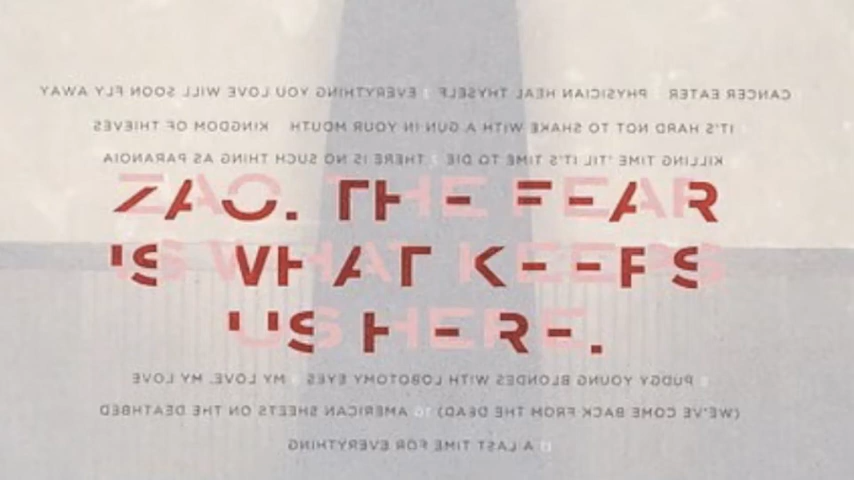 CANCER EATER PHYSICIAN HEAL THYSELF EVERYTHING YOU LOVE WILL SOON FLY AWAY
IT'S HARD NOT TO SHAKE WITH A GUN IN YOUR MOUTH KINGDOM OF THIEVES
KILLING TIME 'TIL IT'S TIME TO DIE THERE IS NO SUCH THING AS PARANOIA
ZAO. THE FEAR
IS WHAT KEEPS
US HERE.
PUDGY YOUNG BLONDES WITH LOBOTOMY EYES MY LOVE, MY LOVE
(WE'VE COME BACK FROM THE DEAD) 10 AMERICAN SHEETS ON THE DEATHBED
11 A LAST TIME FOR EVERYTHING